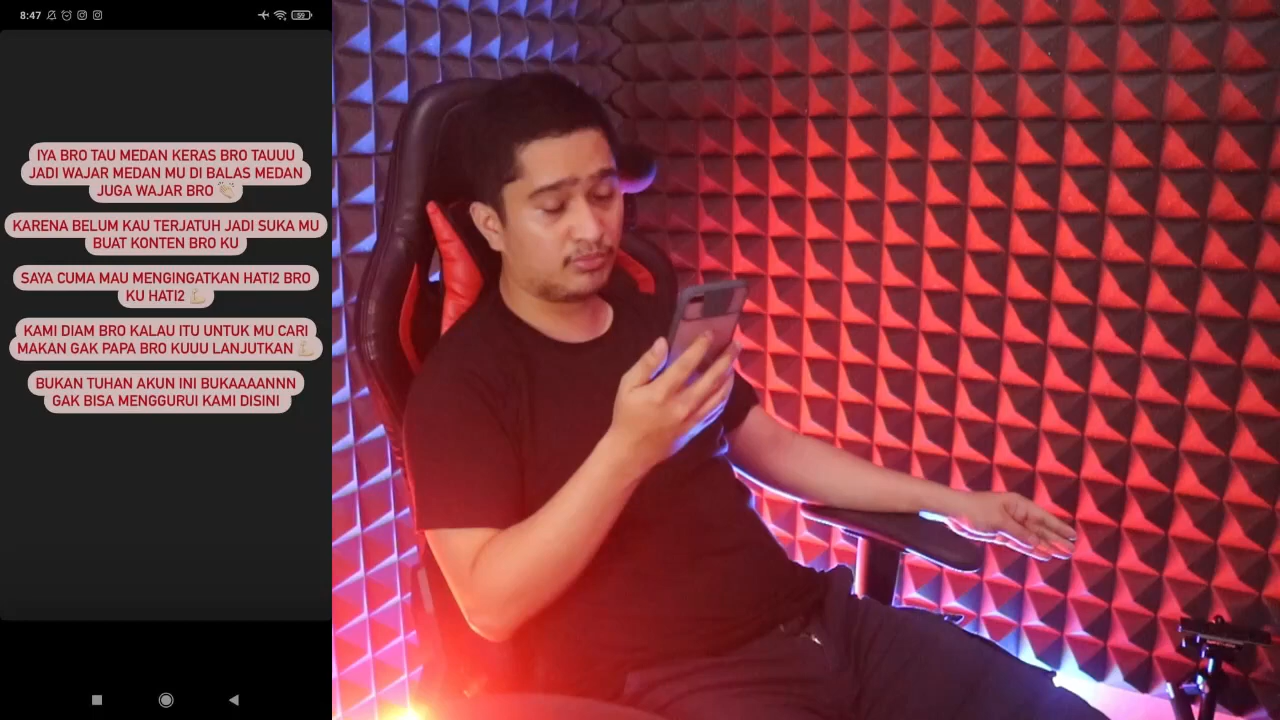 8:47
59
IYA BRO TAU MEDAN KERAS BRO TAUUU
JADI WAJAR MEDAN MU DI BALAS MEDAN
JUGA WAJAR BRO 👏🏻
KARENA BELUM KAU TERJATUH JADI SUKA MU
BUAT KONTEN BRO KU
SAYA CUMA MAU MENGINGATKAN HATI2 BRO
KU HATI2 💪🏻
KAMI DIAM BRO KALAU ITU UNTUK MU CARI
MAKAN GAK PAPA BRO KUUU LANJUTKAN 💪🏻
BUKAN TUHAN AKUN INI BUKAAAANNN
GAK BISA MENGGURUI KAMI DISINI